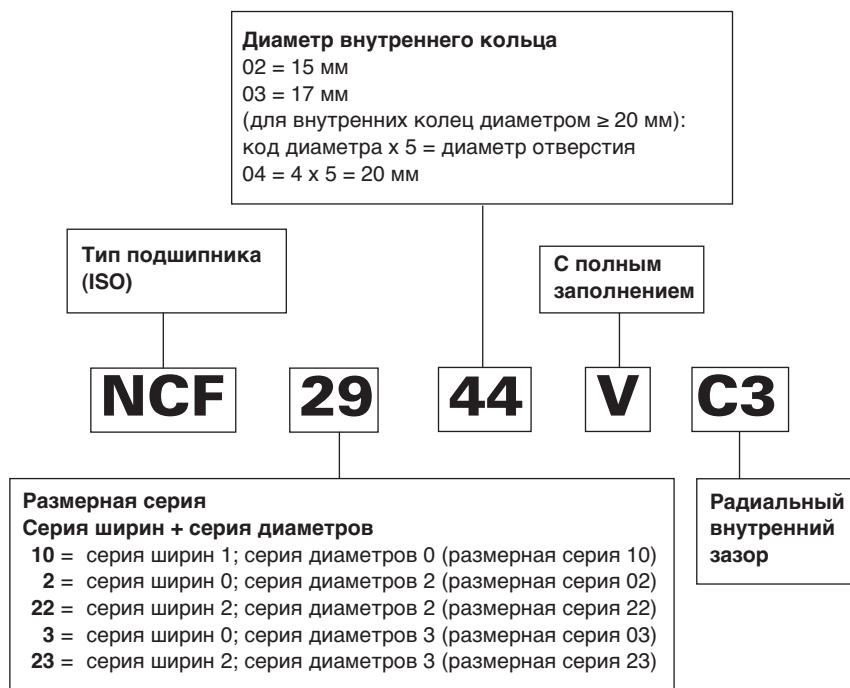 Диаметр внутреннего кольца
02 = 15 мм
03 = 17 мм
(для внутренних колец диаметром ≥ 20 мм):
код диаметра x 5 = диаметр отверстия
04 = 4 x 5 = 20 мм
Тип подшипника
(ISO)
С полным
заполнением
NCF 29 44 V C3
Размерная серия
Серия ширин + серия диаметров
10 = серия ширин 1; серия диаметров 0 (размерная серия 10)
2 = серия ширин 0; серия диаметров 2 (размерная серия 02)
22 = серия ширин 2; серия диаметров 2 (размерная серия 22)
3 = серия ширин 0; серия диаметров 3 (размерная серия 03)
23 = серия ширин 2; серия диаметров 3 (размерная серия 23)
Радиальный
внутренний
зазор